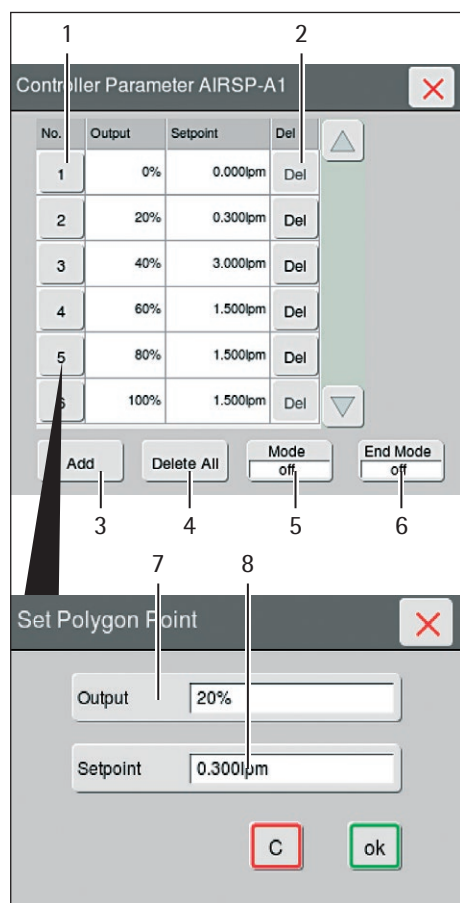 1 2
Controller Parameter AIRSP-A1
No. Output Setpoint Del
1 0% 0.000lpm Del
2 20% 0.300lpm Del
3 40% 3.000lpm Del
4 60% 1.500lpm Del
5 80% 1.500lpm Del
6 100% 1.500lpm Del
Add Delete All Mode off End Mode off
3 4 5 6
7 8
Set Polygon Point
Output 20%
Setpoint 0.300lpm
C ok